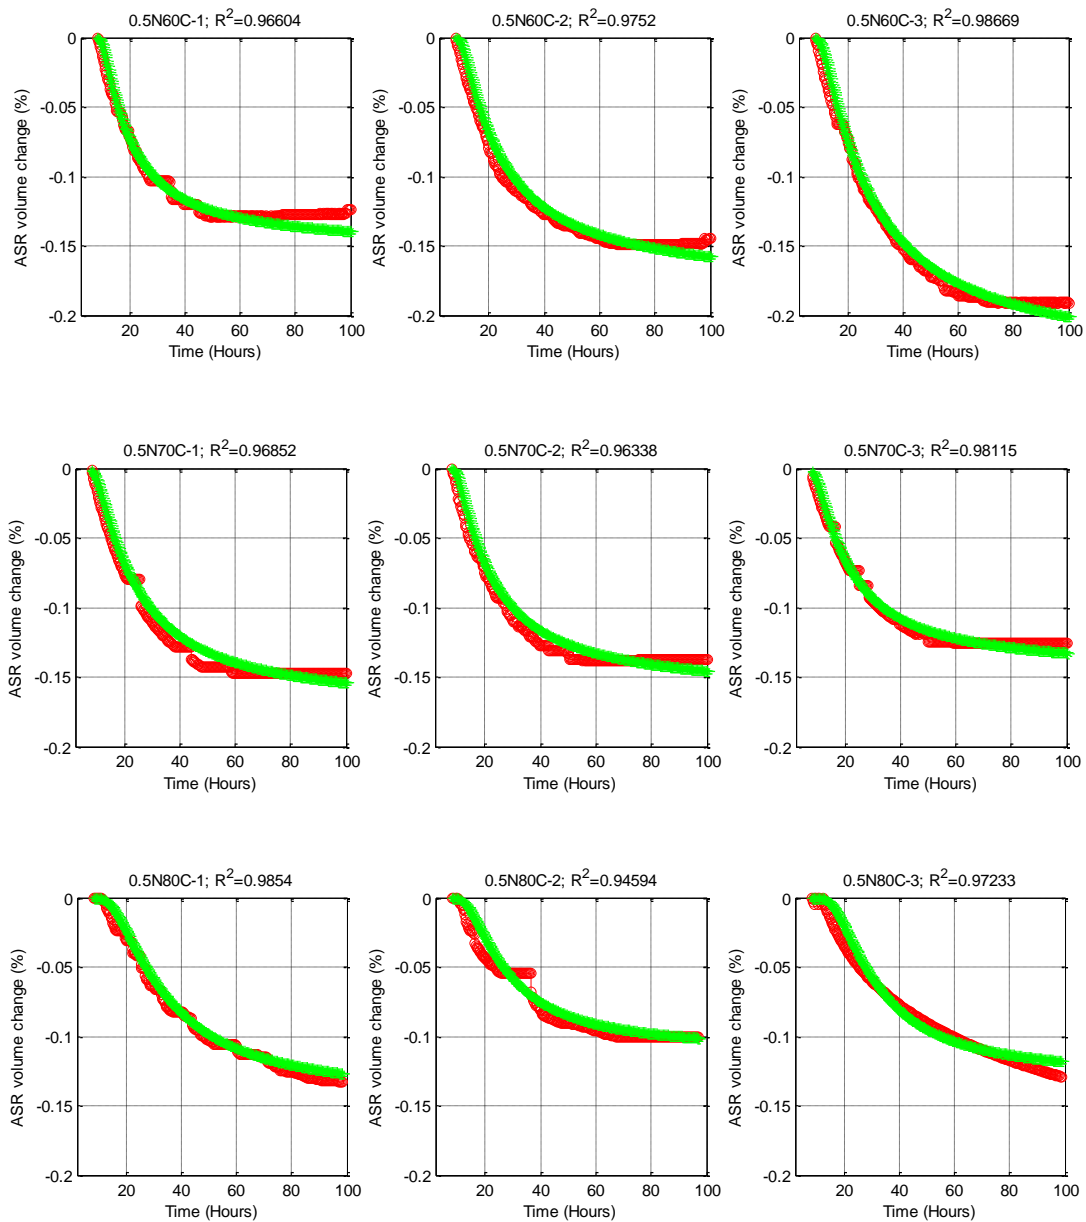 0.5N60C-1; R²=0.96604
0
-0.05
-0.1
-0.15
-0.2
20 40 60 80 100
Time (Hours)
ASR volume change (%)
0.5N60C-2; R²=0.9752
0
-0.05
-0.1
-0.15
-0.2
20 40 60 80 100
Time (Hours)
ASR volume change (%)
0.5N60C-3; R²=0.98669
0
-0.05
-0.1
-0.15
-0.2
20 40 60 80 100
Time (Hours)
ASR volume change (%)
0.5N70C-1; R²=0.96852
0
-0.05
-0.1
-0.15
-0.2
20 40 60 80 100
Time (Hours)
ASR volume change (%)
0.5N70C-2; R²=0.96338
0
-0.05
-0.1
-0.15
-0.2
20 40 60 80 100
Time (Hours)
ASR volume change (%)
0.5N70C-3; R²=0.98115
0
-0.05
-0.1
-0.15
-0.2
20 40 60 80 100
Time (Hours)
ASR volume change (%)
0.5N80C-1; R²=0.9854
0
-0.05
-0.1
-0.15
-0.2
20 40 60 80 100
Time (Hours)
ASR volume change (%)
0.5N80C-2; R²=0.94594
0
-0.05
-0.1
-0.15
-0.2
20 40 60 80 100
Time (Hours)
ASR volume change (%)
0.5N80C-3; R²=0.97233
0
-0.05
-0.1
-0.15
-0.2
20 40 60 80 100
Time (Hours)
ASR volume change (%)